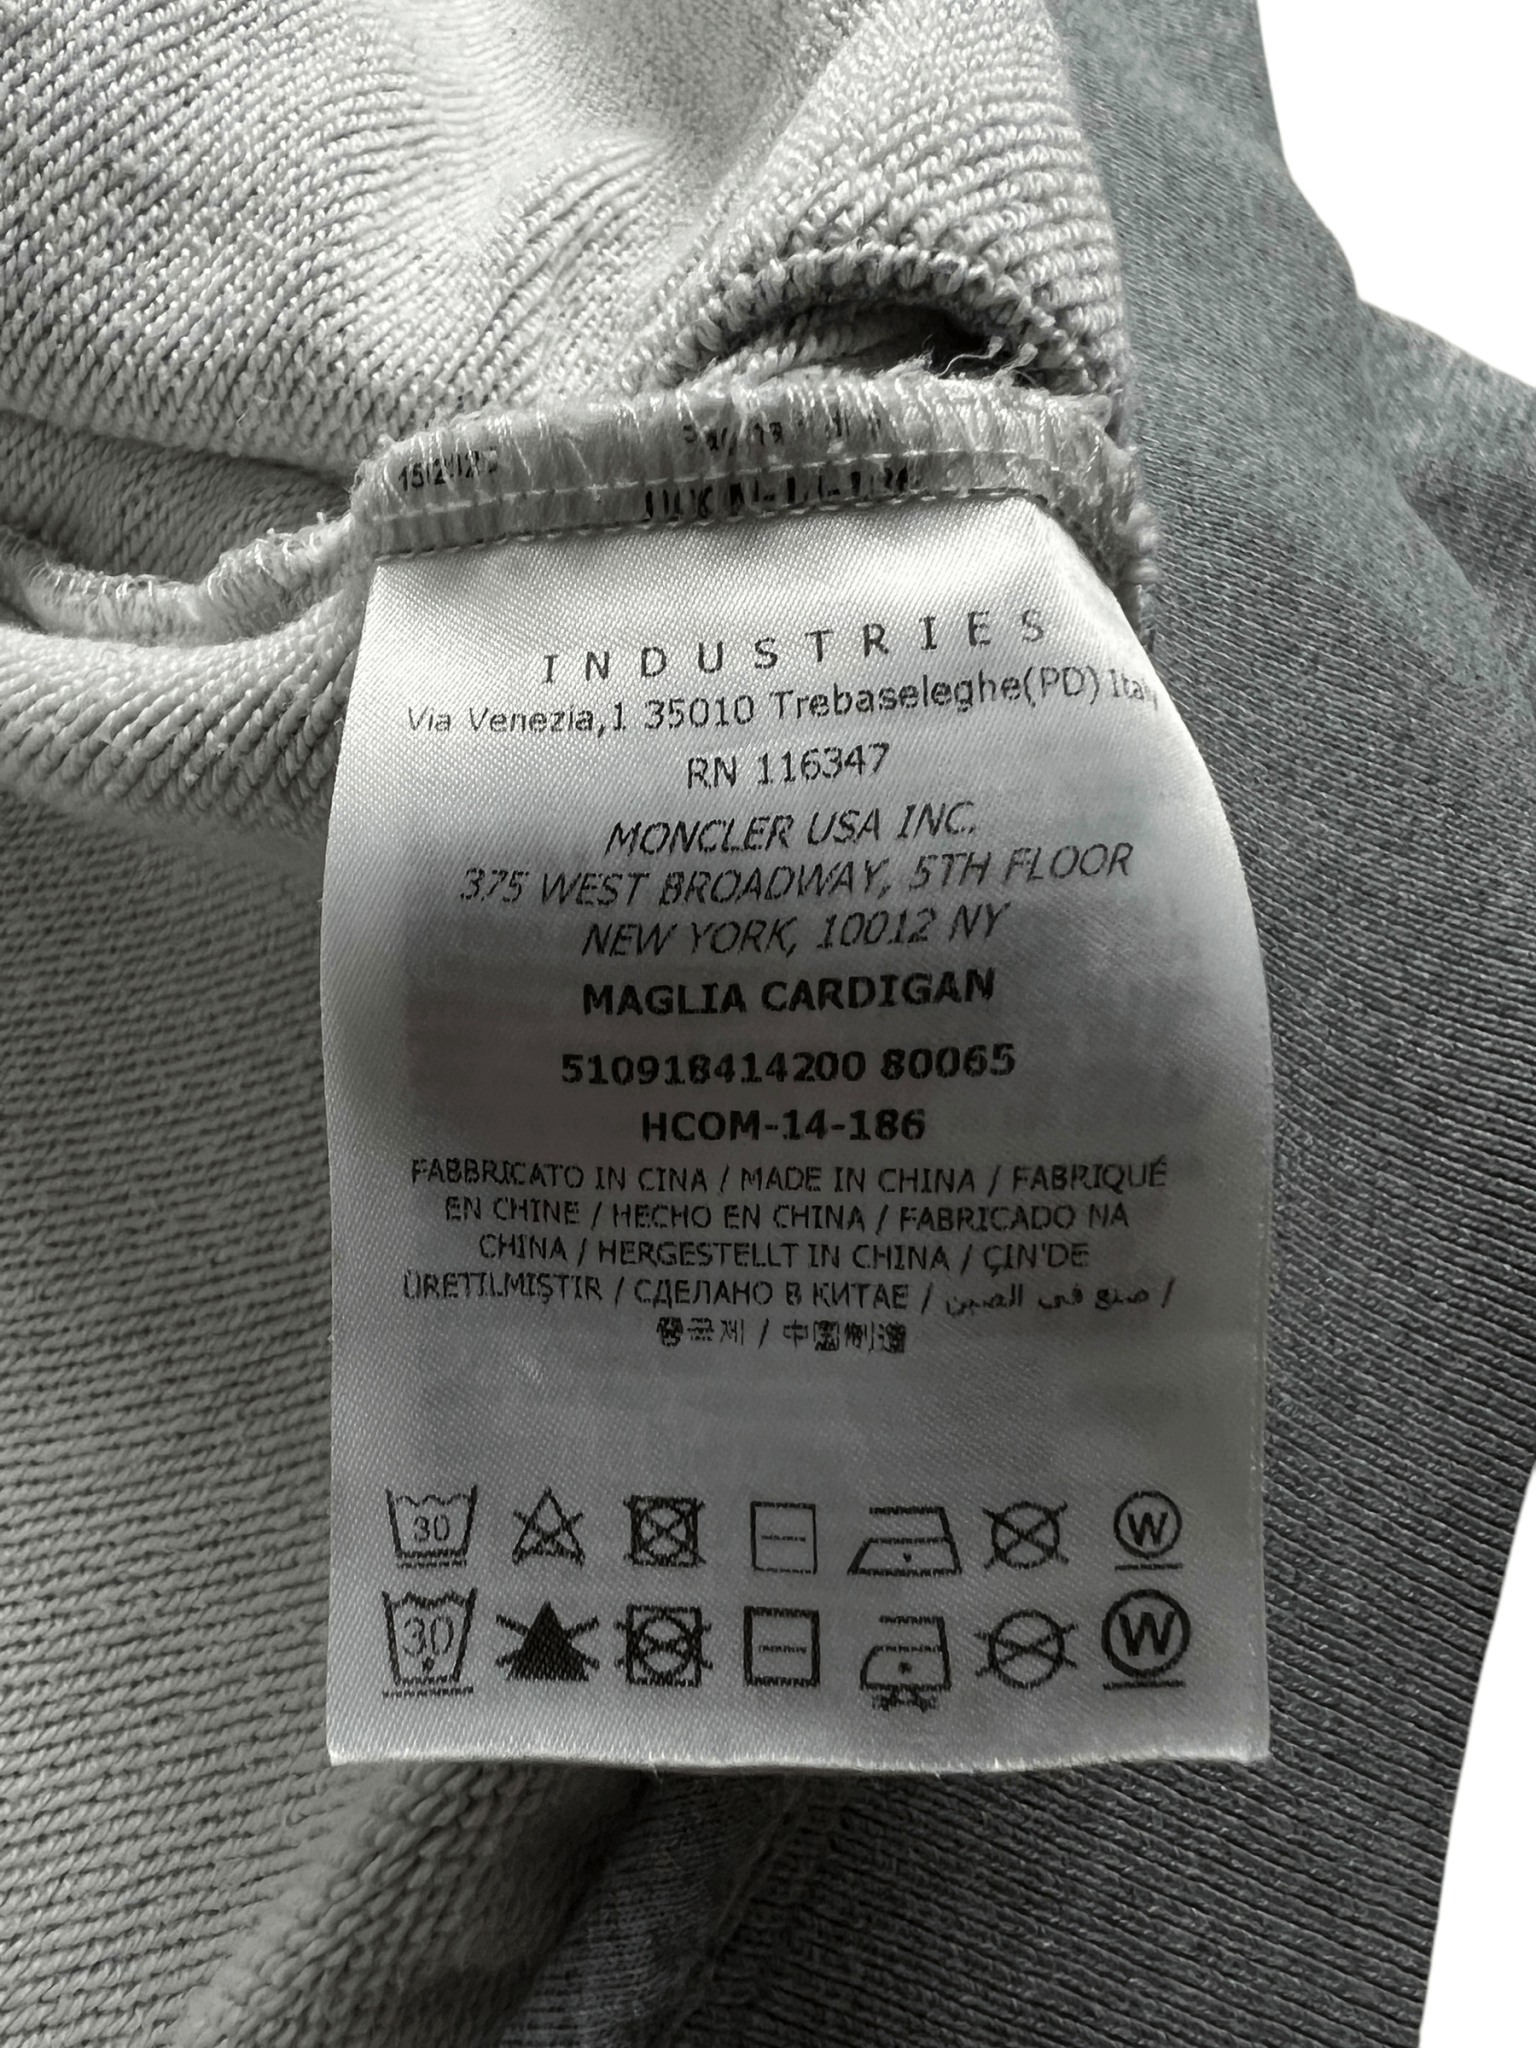 INDUSTRIES
Via Venezia,1 35010 Trebaseleghe(PD) Italy
RN 116347
MONCLER USA INC.
375 WEST BROADWAY, 5TH FLOOR
NEW YORK, 10012 NY
MAGLIA CARDIGAN
510918414200 80065
HCOM-14-186
FABBRICATO IN CINA / MADE IN CHINA / FABRIQUÉ
EN CHINE / HECHO EN CHINA / FABRICADO NA
CHINA / HERGESTELLT IN CHINA / ÇIN'DE
ÜRETILMIŞTIR / СДЕЛАНО В КИТАЕ / صنع في الصين /
중국제 / 中国制造
30 W
30 W